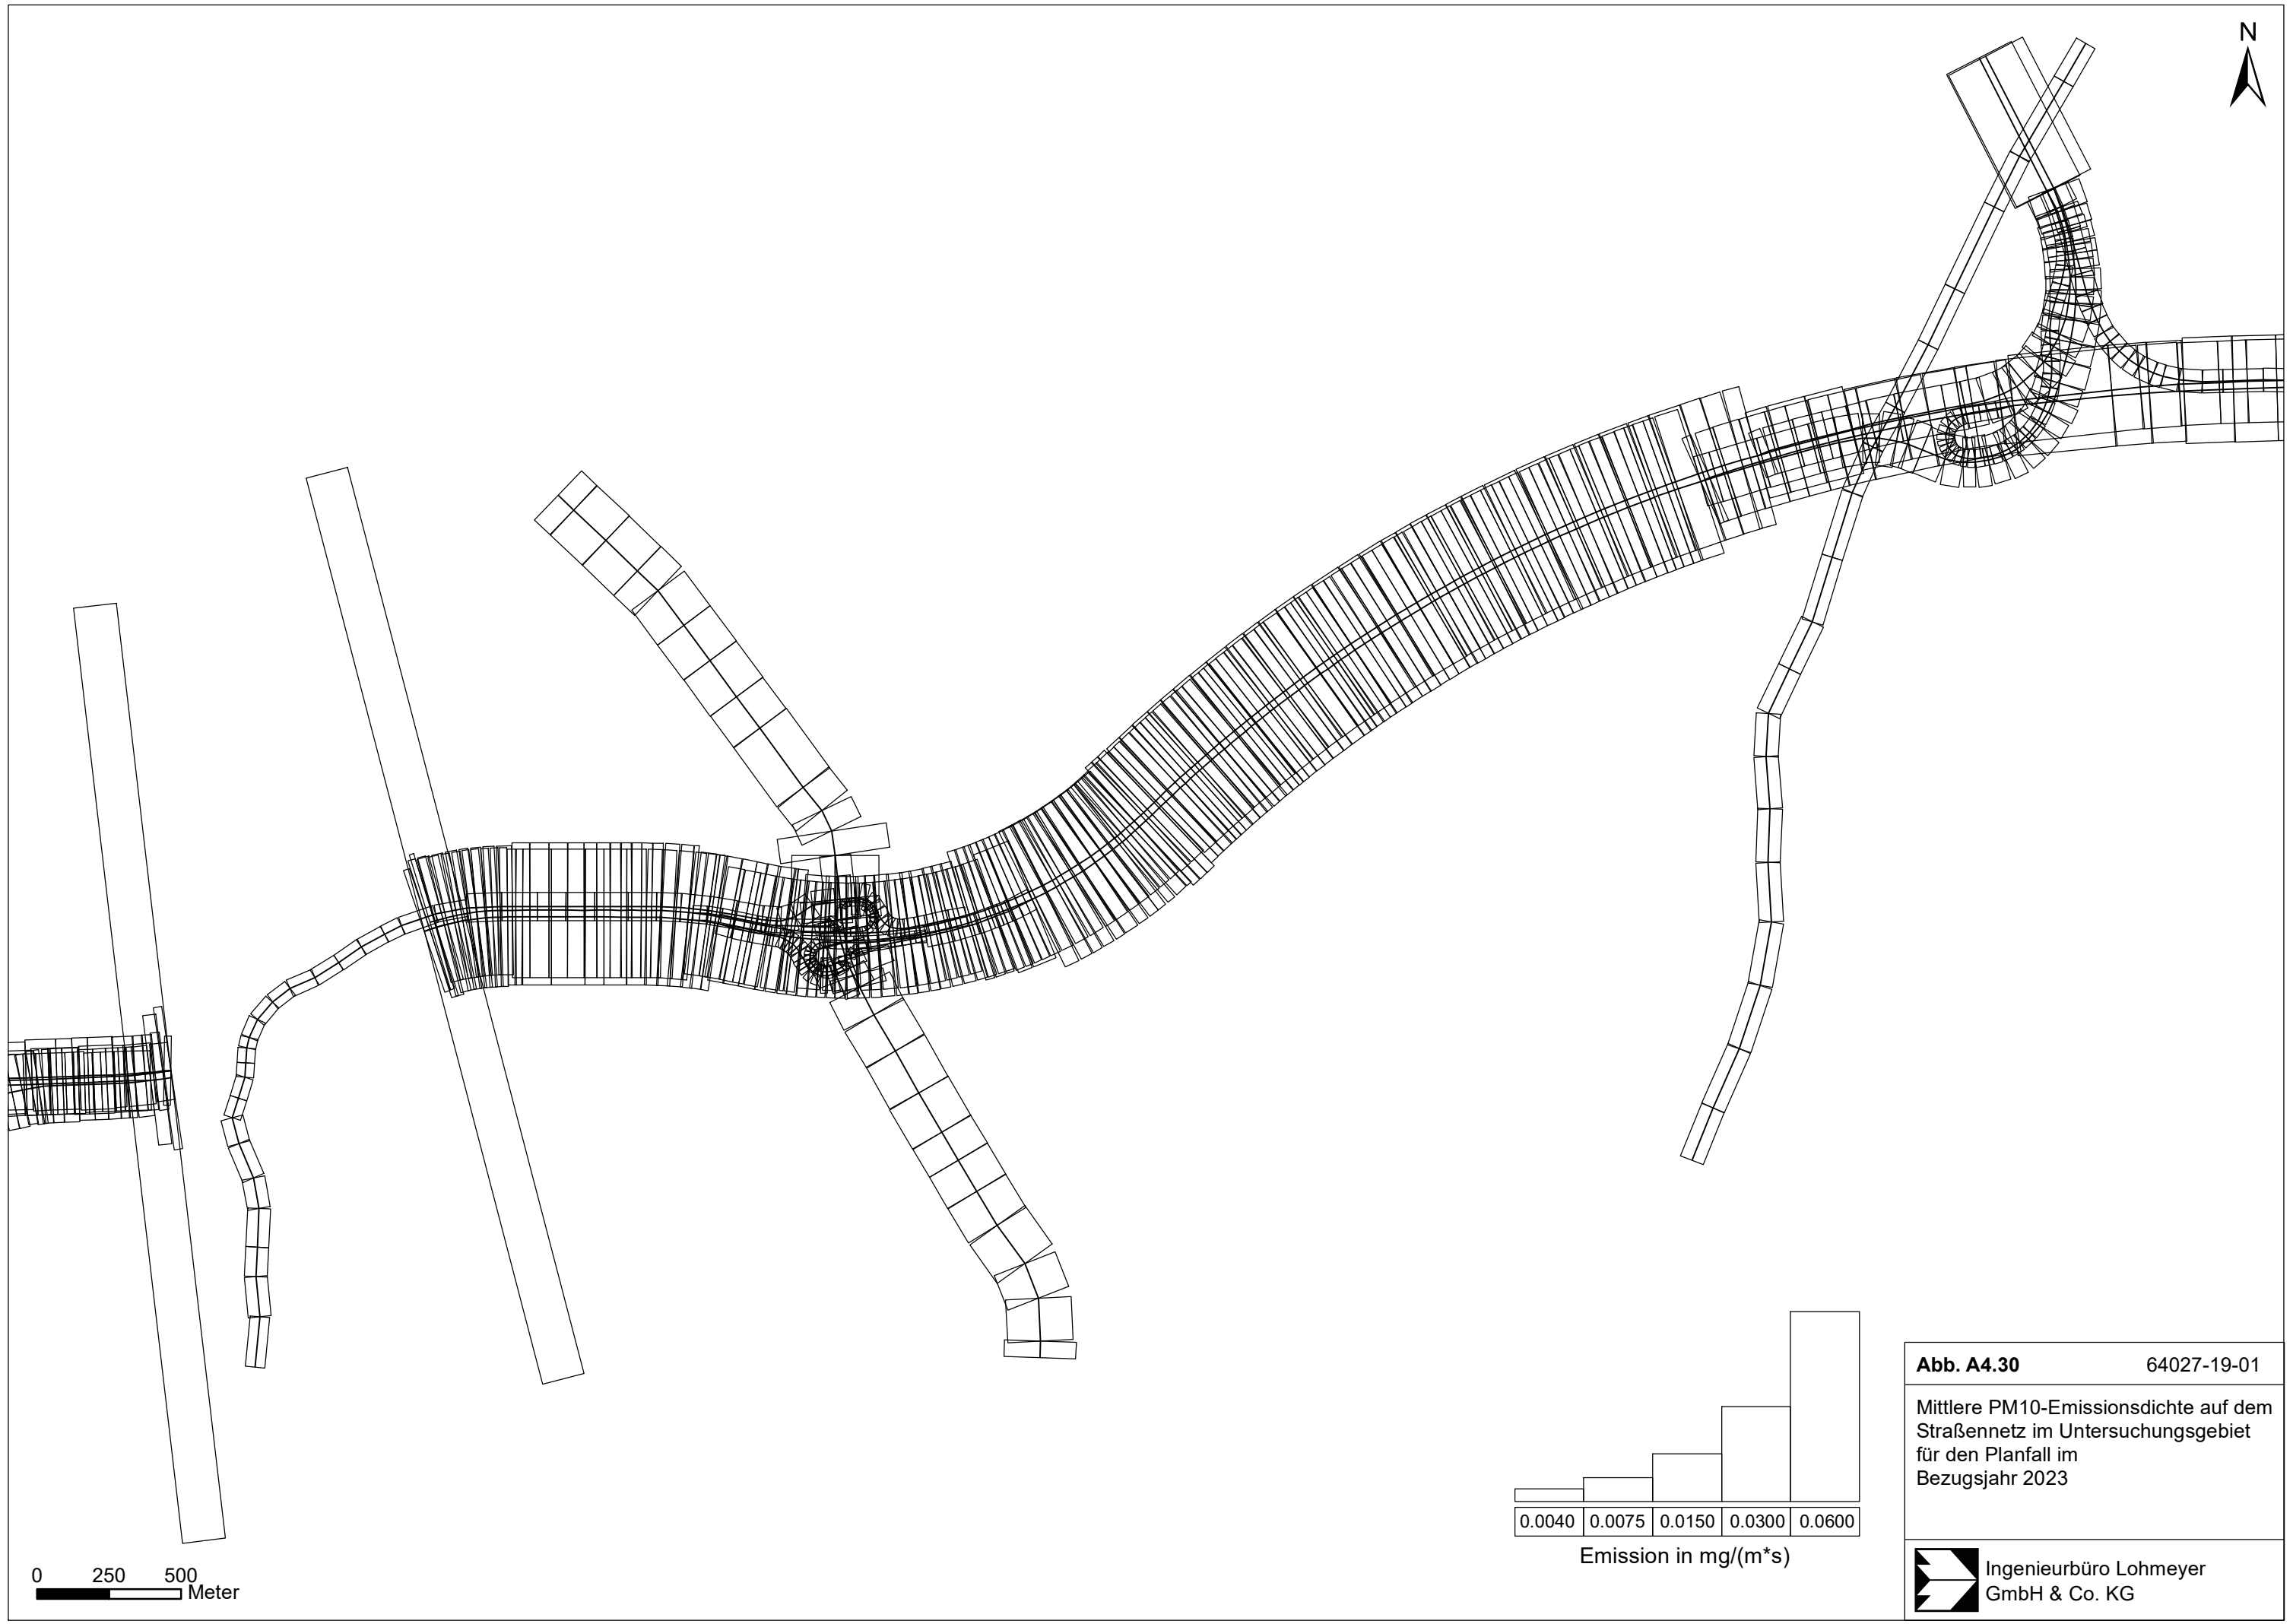 N
Abb. A4.30 64027-19-01
Mittlere PM10-Emissionsdichte auf dem
Straßennetz im Untersuchungsgebiet
für den Planfall im
Bezugsjahr 2023
0.0040 0.0075 0.0150 0.0300 0.0600
Emission in mg/(m*s)
Ingenieurbüro Lohmeyer
GmbH & Co. KG
0 250 500
Meter